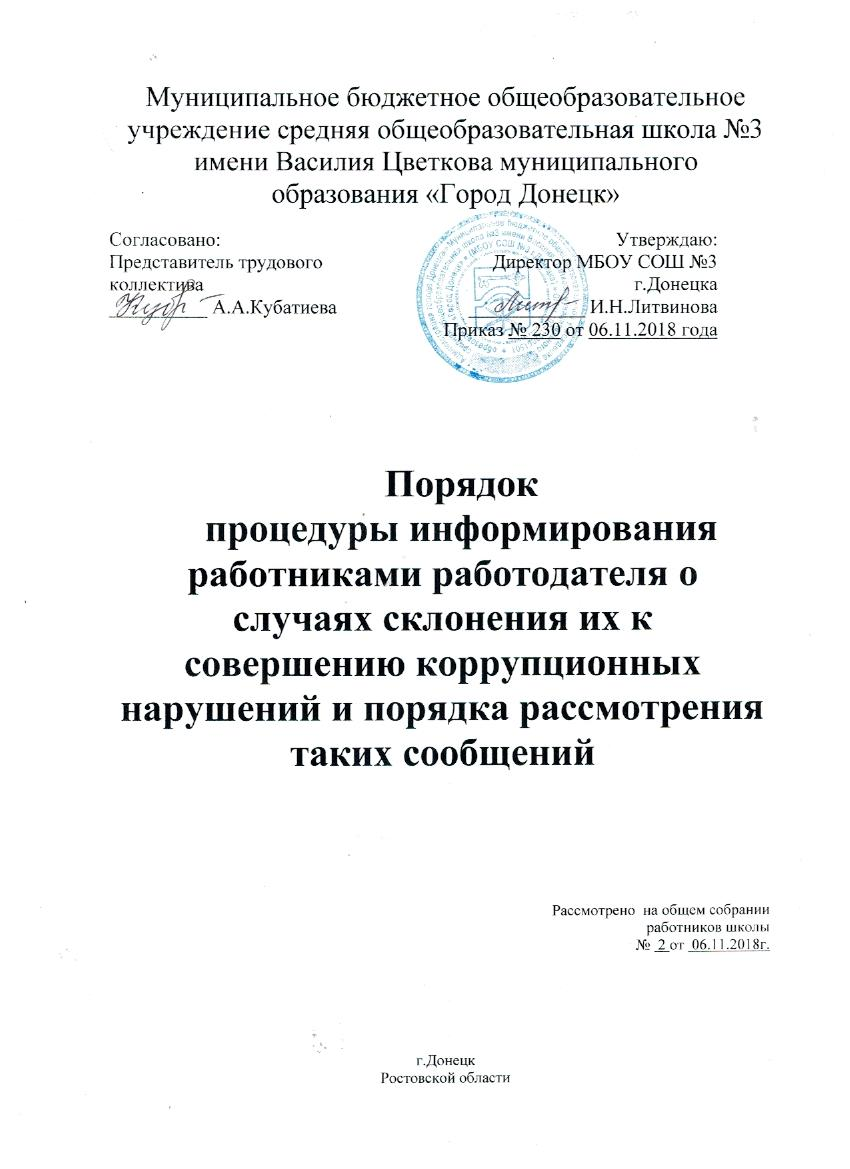 Муниципальное бюджетное общеобразовательное
учреждение средняя общеобразовательная школа №3
имени Василия Цветкова муниципального
образования «Город Донецк»
Согласовано:
Представитель трудового
коллектива
А.А.Кубатиева
Утверждаю:
Директор МБОУ СОШ №3
г.Донецка
И.Н.Литвинова
Приказ № 230 от 06.11.2018 года
Порядок
процедуры информирования
работниками работодателя о
случаях склонения их к
совершению коррупционных
нарушений и порядка рассмотрения
таких сообщений
Рассмотрено на общем собрании
работников школы
№ 2 от 06.11.2018г.
г.Донецк
Ростовской области